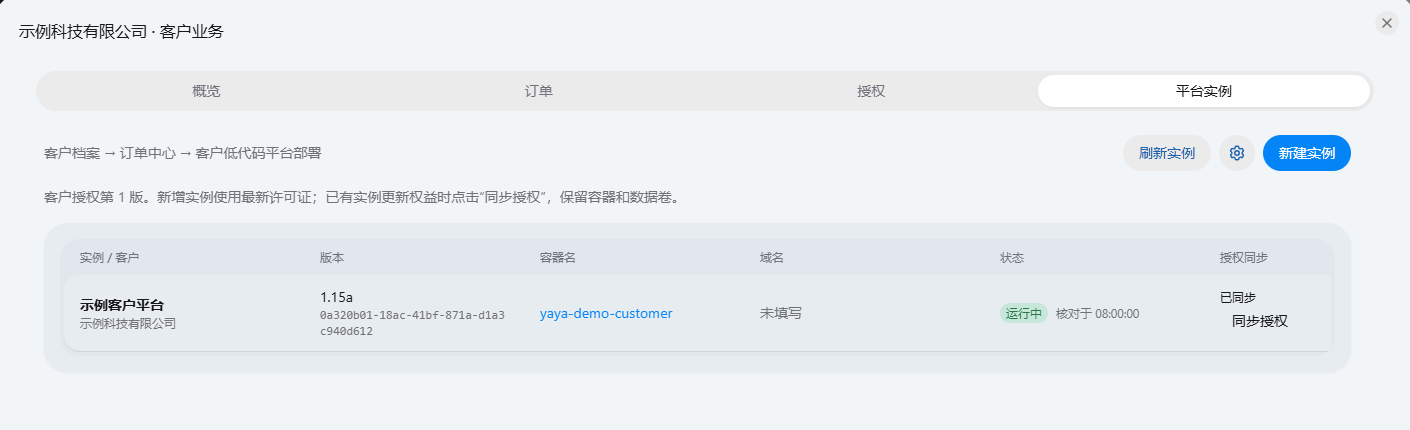 示例科技有限公司 · 客户业务
概览
订单
授权
平台实例
客户档案 → 订单中心 → 客户低代码平台部署
刷新实例
新建实例
客户授权第 1 版。新增实例使用最新许可证；已有实例更新权益时点击“同步授权”，保留容器和数据卷。
实例 / 客户
版本
容器名
域名
状态
授权同步
示例客户平台
示例科技有限公司
1.15a
0a320b01-18ac-41bf-871a-d1a3
c940d612
yaya-demo-customer
未填写
运行中
核对于 08:00:00
已同步
同步授权